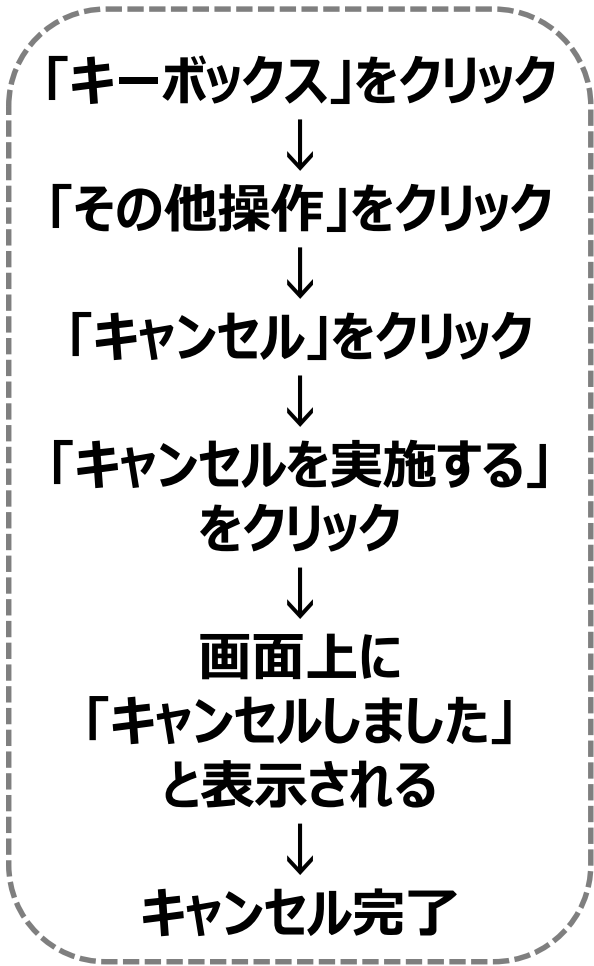 「キーボックス」をクリック
↓
「その他操作」をクリック
↓
「キャンセル」をクリック
↓
「キャンセルを実施する」
をクリック
↓
画面上に
「キャンセルしました」
と表示される
↓
キャンセル完了